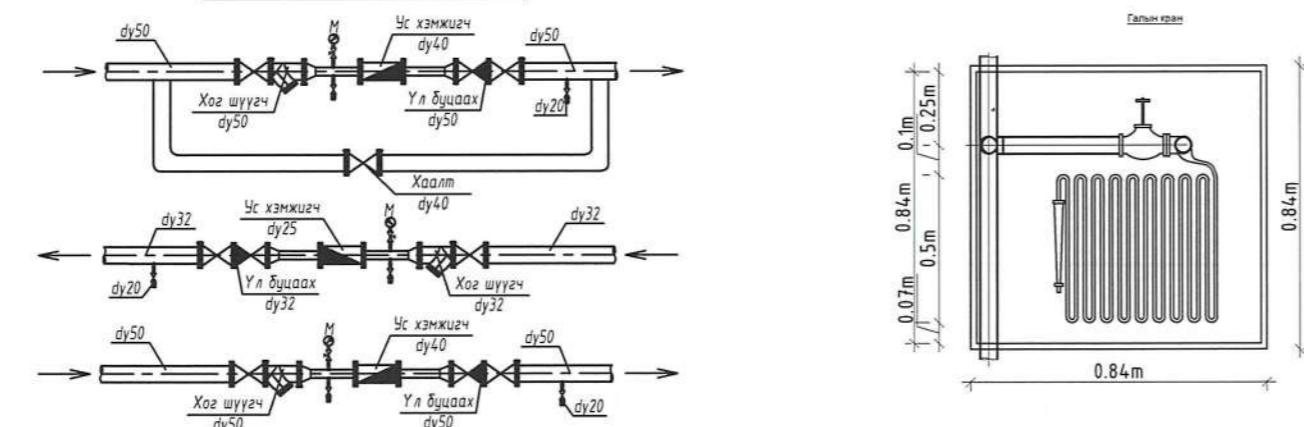 dy50
M
Ус хэмжигч
dy40
dy50
Хог шүүгч
dy50
Үл буцаах
dy50
dy20
Хаалт
dy40
dy32
Ус хэмжигч
dy25
M
dy32
dy20
Үл буцаах
dy32
Хог шүүгч
dy32
dy50
M
Ус хэмжигч
dy40
dy50
Хог шүүгч
dy50
Үл буцаах
dy50
dy20
Галын кран
0.1m
0.25m
0.84m
0.5m
0.07m
0.84m
0.84m